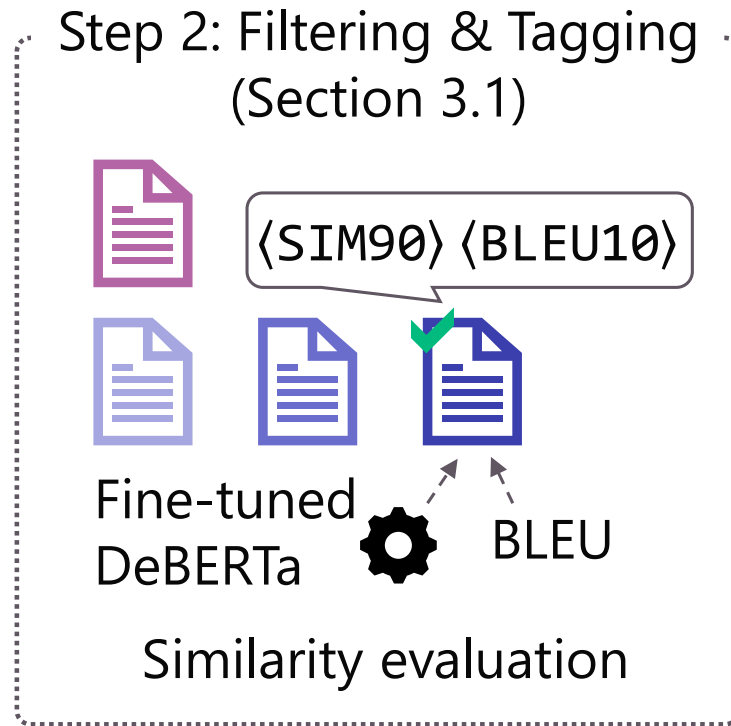 Step 2: Filtering & Tagging
(Section 3.1)
⟨SIM90⟩ ⟨BLEU10⟩
Fine-tuned
DeBERTa
BLEU
Similarity evaluation